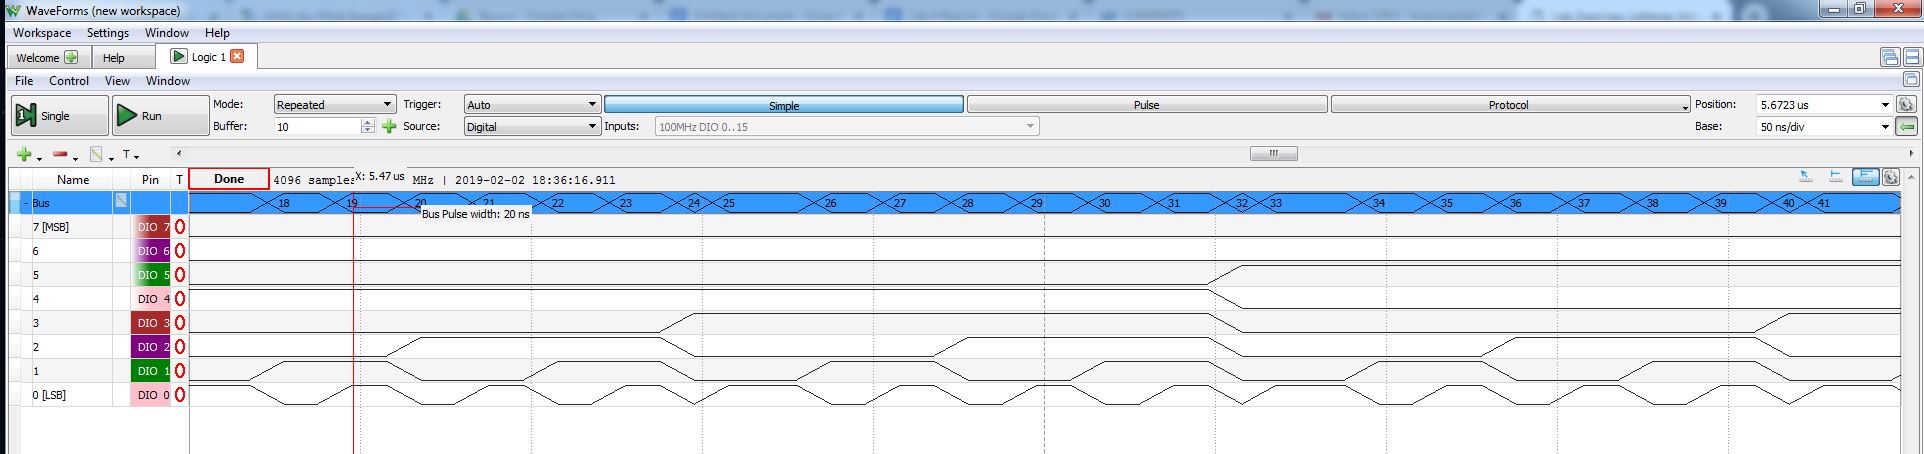 WaveForms (new workspace)
Workspace Settings Window Help
Welcome Help Logic 1
File Control View Window
Single Run Mode: Repeated Trigger: Auto Simple Pulse Protocol Position: 5.6723 us
Buffer: 10 Source: Digital Inputs: 100MHz DIO 0..15 Base: 50 ns/div
T
Name Pin T Done 4096 samples X: 5.47 us MHz | 2019-02-02 18:36:16.911
- Bus 18 19 20 21 22 23 24 25 26 27 28 29 30 31 32 33 34 35 36 37 38 39 40 41
Bus Pulse width: 20 ns
7 [MSB] DIO 7
6 DIO 6
5 DIO 5
4 DIO 4
3 DIO 3
2 DIO 2
1 DIO 1
0 [LSB] DIO 0